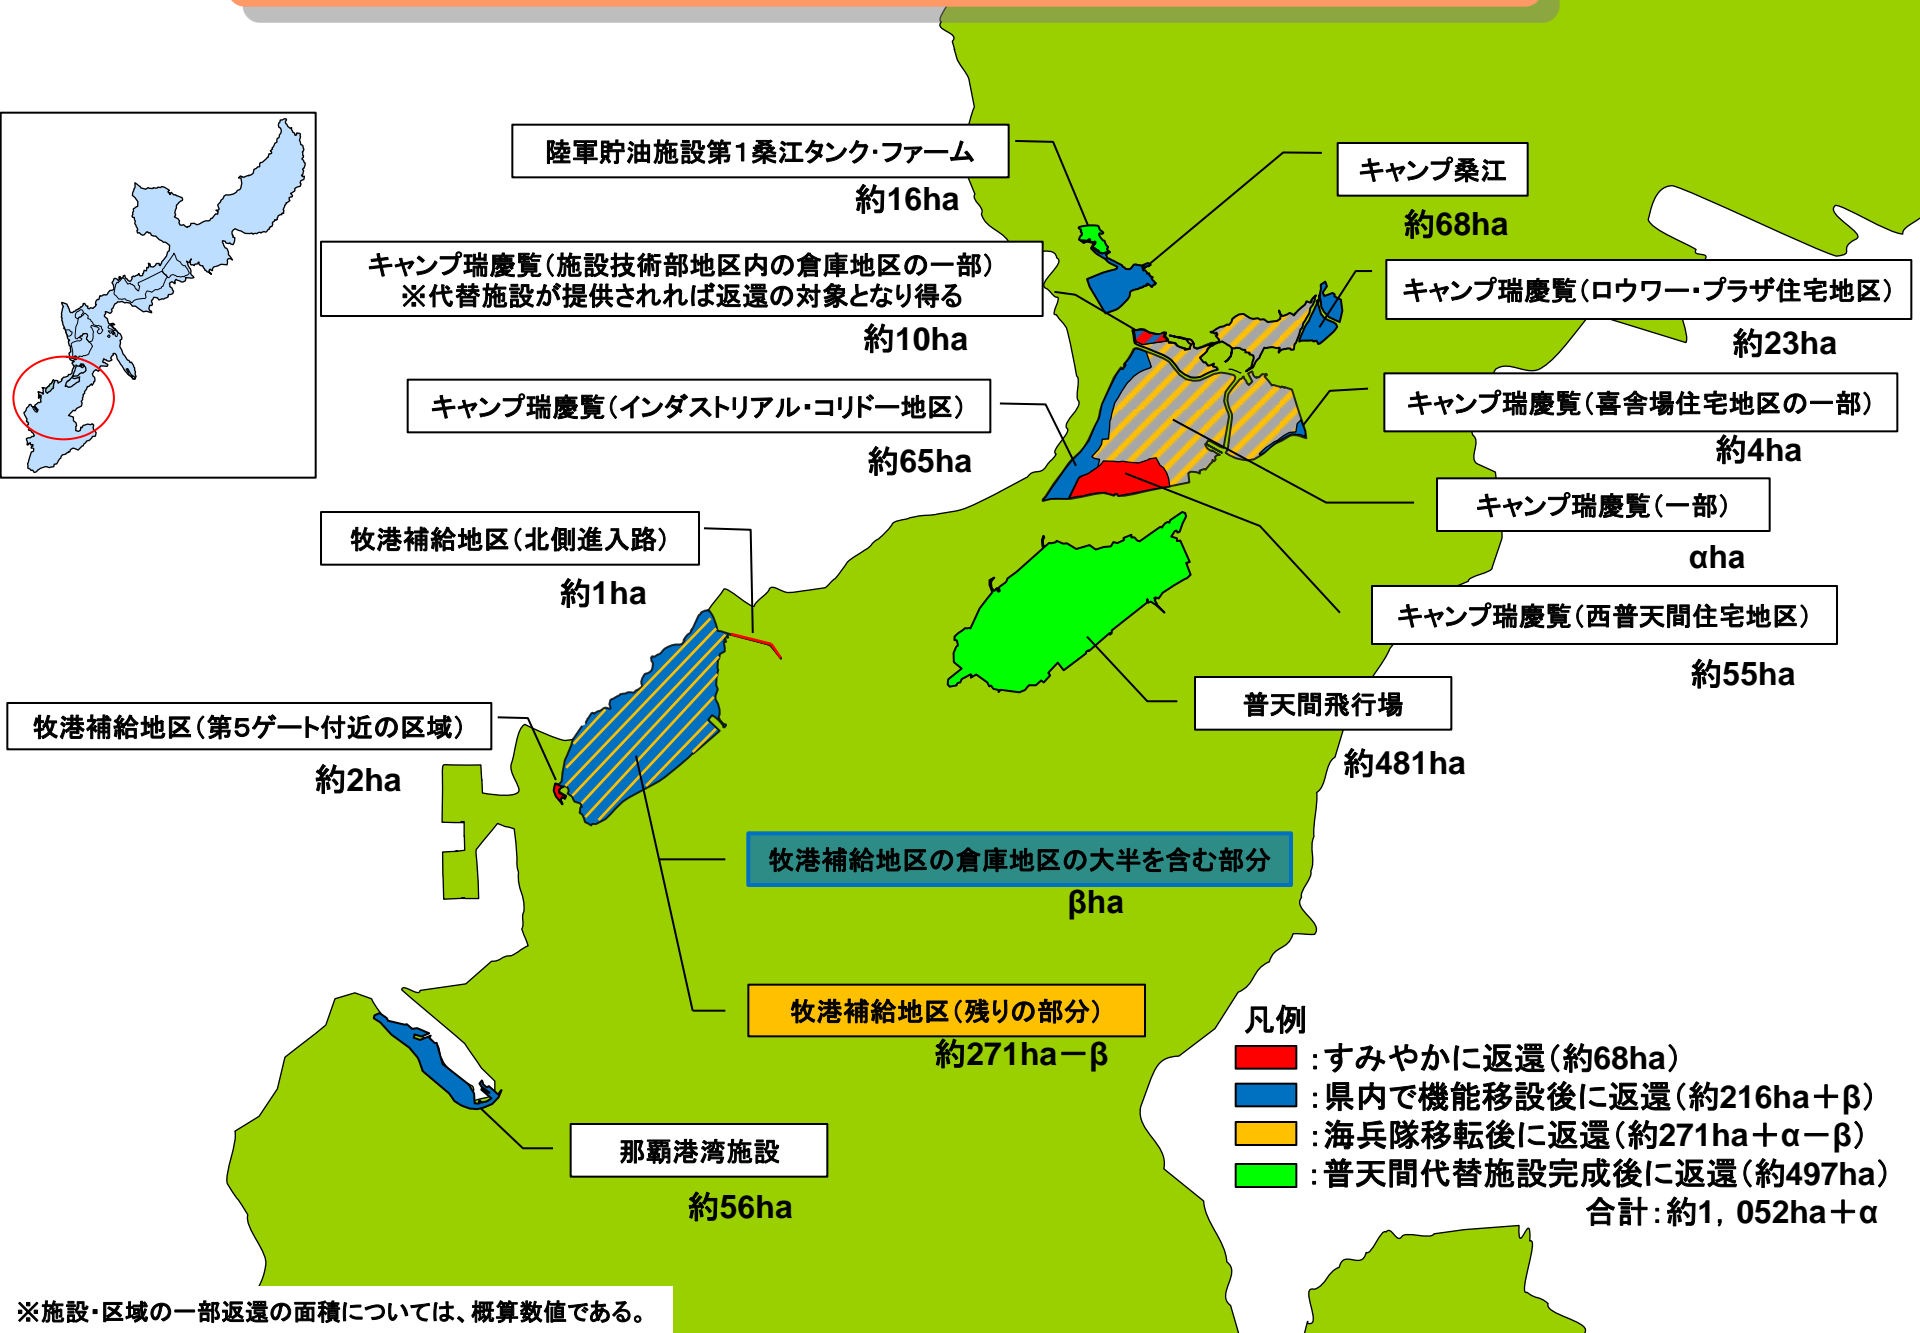 陸軍貯油施設第1桑江タンク・ファーム
約16ha
キャンプ桑江
約68ha
キャンプ瑞慶覧(施設技術部地区内の倉庫地区の一部)
※代替施設が提供されれば返還の対象となり得る
約10ha
キャンプ瑞慶覧(ロウワー・プラザ住宅地区)
約23ha
キャンプ瑞慶覧(インダストリアル・コリドー地区)
約65ha
キャンプ瑞慶覧(喜舎場住宅地区の一部)
約4ha
キャンプ瑞慶覧(一部)
αha
牧港補給地区(北側進入路)
約1ha
キャンプ瑞慶覧(西普天間住宅地区)
約55ha
普天間飛行場
約481ha
牧港補給地区(第5ゲート付近の区域)
約2ha
牧港補給地区の倉庫地区の大半を含む部分
βha
牧港補給地区(残りの部分)
約271haーβ
那覇港湾施設
約56ha
凡例
:すみやかに返還(約68ha)
:県内で機能移設後に返還(約216ha+β)
:海兵隊移転後に返還(約271ha+α-β)
:普天間代替施設完成後に返還(約497ha)
合計:約1,052ha+α
※施設・区域の一部返還の面積については、概算数値である。